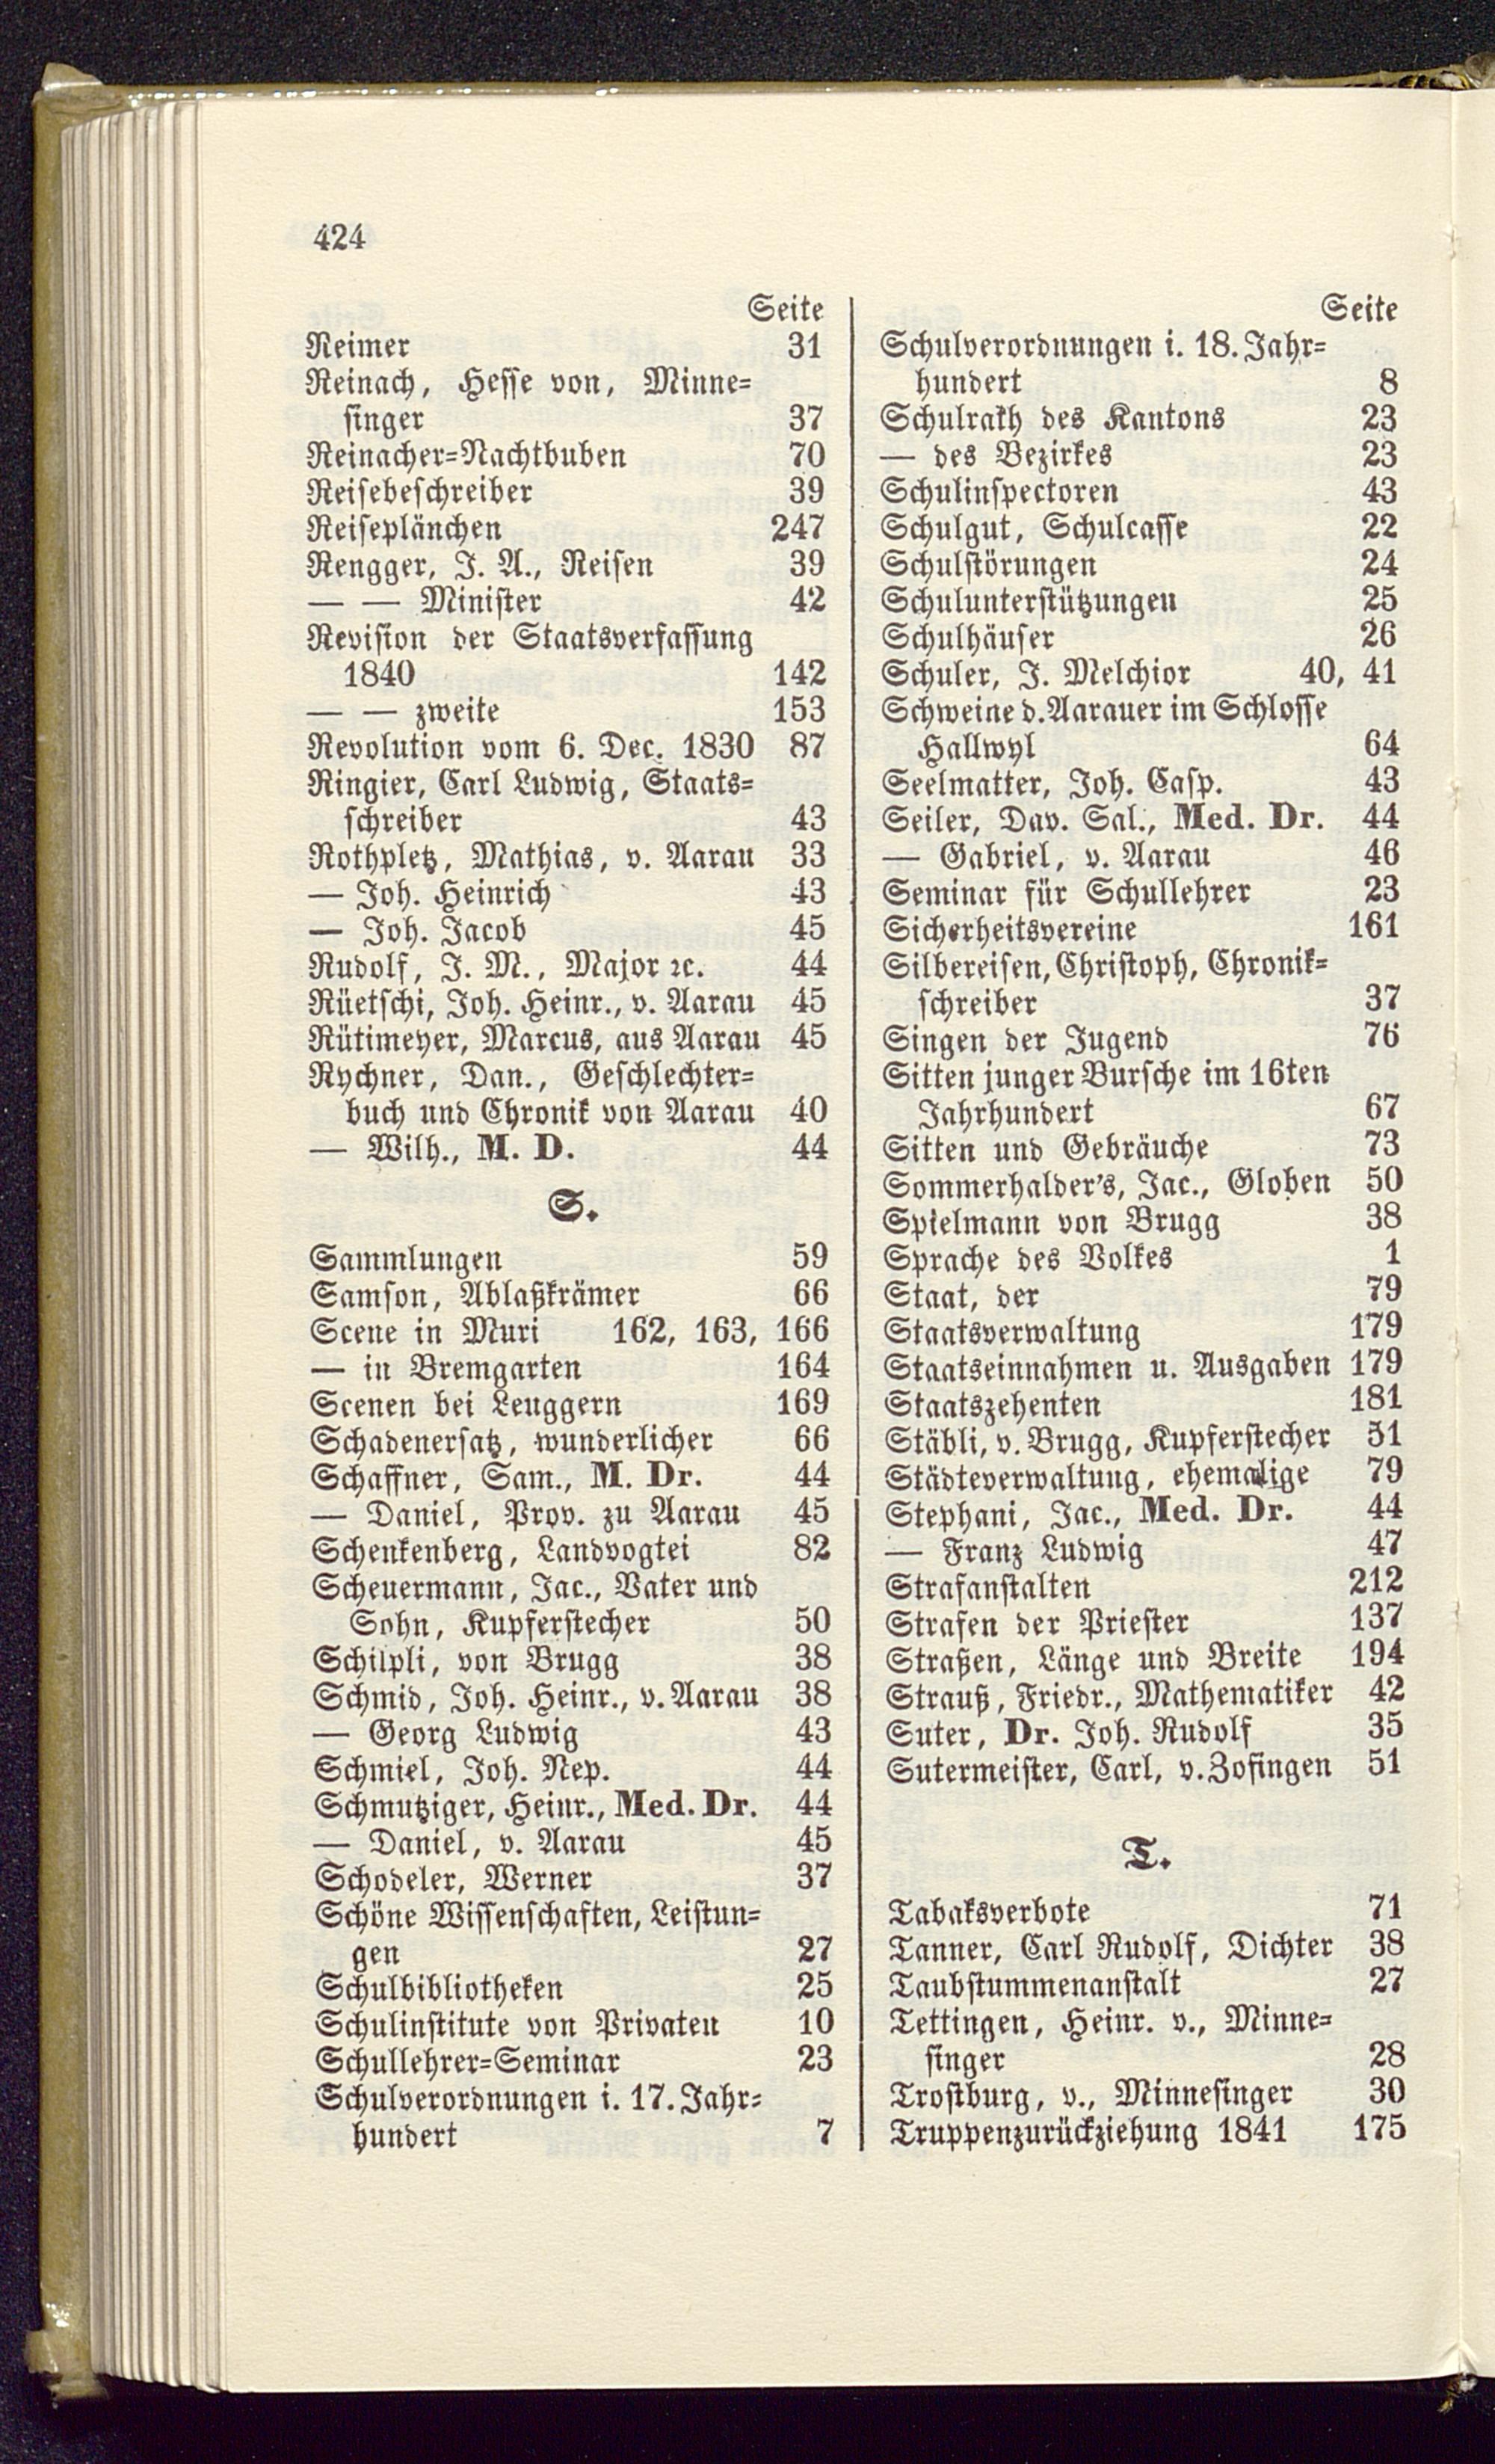 424
Seite
Reimer 31
Reinach, Hesse von, Minne=
singer 37
Reinacher=Nachtbuben 70
Reisebeschreiber 39
Reiseplänchen 247
Rengger, J. A., Reisen 39
— — Minister 42
Revision der Staatsverfassung
1840 142
— — zweite 153
Revolution vom 6. Dec. 1830 87
Ringier, Carl Ludwig, Staats=
schreiber 43
Rothpletz, Mathias, v. Aarau 33
— Joh. Heinrich 43
— Joh. Jacob 45
Rudolf, J. M., Major ꝛc. 44
Rüetschi, Joh. Heinr., v. Aarau 45
Rütimeyer, Marcus, aus Aarau 45
Rychner, Dan., Geschlechter=
buch und Chronik von Aarau 40
— Wilh., M. D. 44
S.
Sammlungen 59
Samson, Ablaßkrämer 66
Scene in Muri 162, 163, 166
— in Bremgarten 164
Scenen bei Leuggern 169
Schadenersatz, wunderlicher 66
Schaffner, Sam., M. Dr. 44
— Daniel, Prov. zu Aarau 45
Schenkenberg, Landvogtei 82
Scheuermann, Jac., Vater und
Sohn, Kupferstecher 50
Schilpli, von Brugg 38
Schmid, Joh. Heinr., v. Aarau 38
— Georg Ludwig 43
Schmiel, Joh. Nep. 44
Schmutziger, Heinr., Med. Dr. 44
— Daniel, v. Aarau 45
Schodeler, Werner 37
Schöne Wissenschaften, Leistun=
gen 27
Schulbibliotheken 25
Schulinstitute von Privaten 10
Schullehrer=Seminar 23
Schulverordnungen i. 17. Jahr=
hundert 7
Seite
Schulverordnungen i. 18. Jahr=
hundert 8
Schulrath des Kantons 23
— des Bezirkes 23
Schulinspectoren 43
Schulgut, Schulcasse 22
Schulstörungen 24
Schulunterstützungen 25
Schulhäuser 26
Schuler, J. Melchior 40, 41
Schweine d. Aarauer im Schlosse
Hallwyl 64
Seelmatter, Joh. Casp. 43
Seiler, Dav. Sal., Med. Dr. 44
— Gabriel, v. Aarau 46
Seminar für Schullehrer 23
Sicherheitsvereine 161
Silbereisen, Christoph, Chronik=
schreiber 37
Singen der Jugend 76
Sitten junger Bursche im 16ten
Jahrhundert 67
Sitten und Gebräuche 73
Sommerhalder's, Jac., Globen 50
Spielmann von Brugg 38
Sprache des Volkes 1
Staat, der 79
Staatsverwaltung 179
Staatseinnahmen u. Ausgaben 179
Staatszehenten 181
Stäbli, v. Brugg, Kupferstecher 51
Städteverwaltung, ehemalige 79
Stephani, Jac., Med. Dr. 44
— Franz Ludwig 47
Strafanstalten 212
Strafen der Priester 137
Straßen, Länge und Breite 194
Strauß, Friedr., Mathematiker 42
Suter, Dr. Joh. Rudolf 35
Sutermeister, Carl, v. Zofingen 51
T.
Tabaksverbote 71
Tanner, Carl Rudolf, Dichter 38
Taubstummenanstalt 27
Tettingen, Heinr. v., Minne=
singer 28
Trostburg, v., Minnesinger 30
Truppenzurückziehung 1841 175